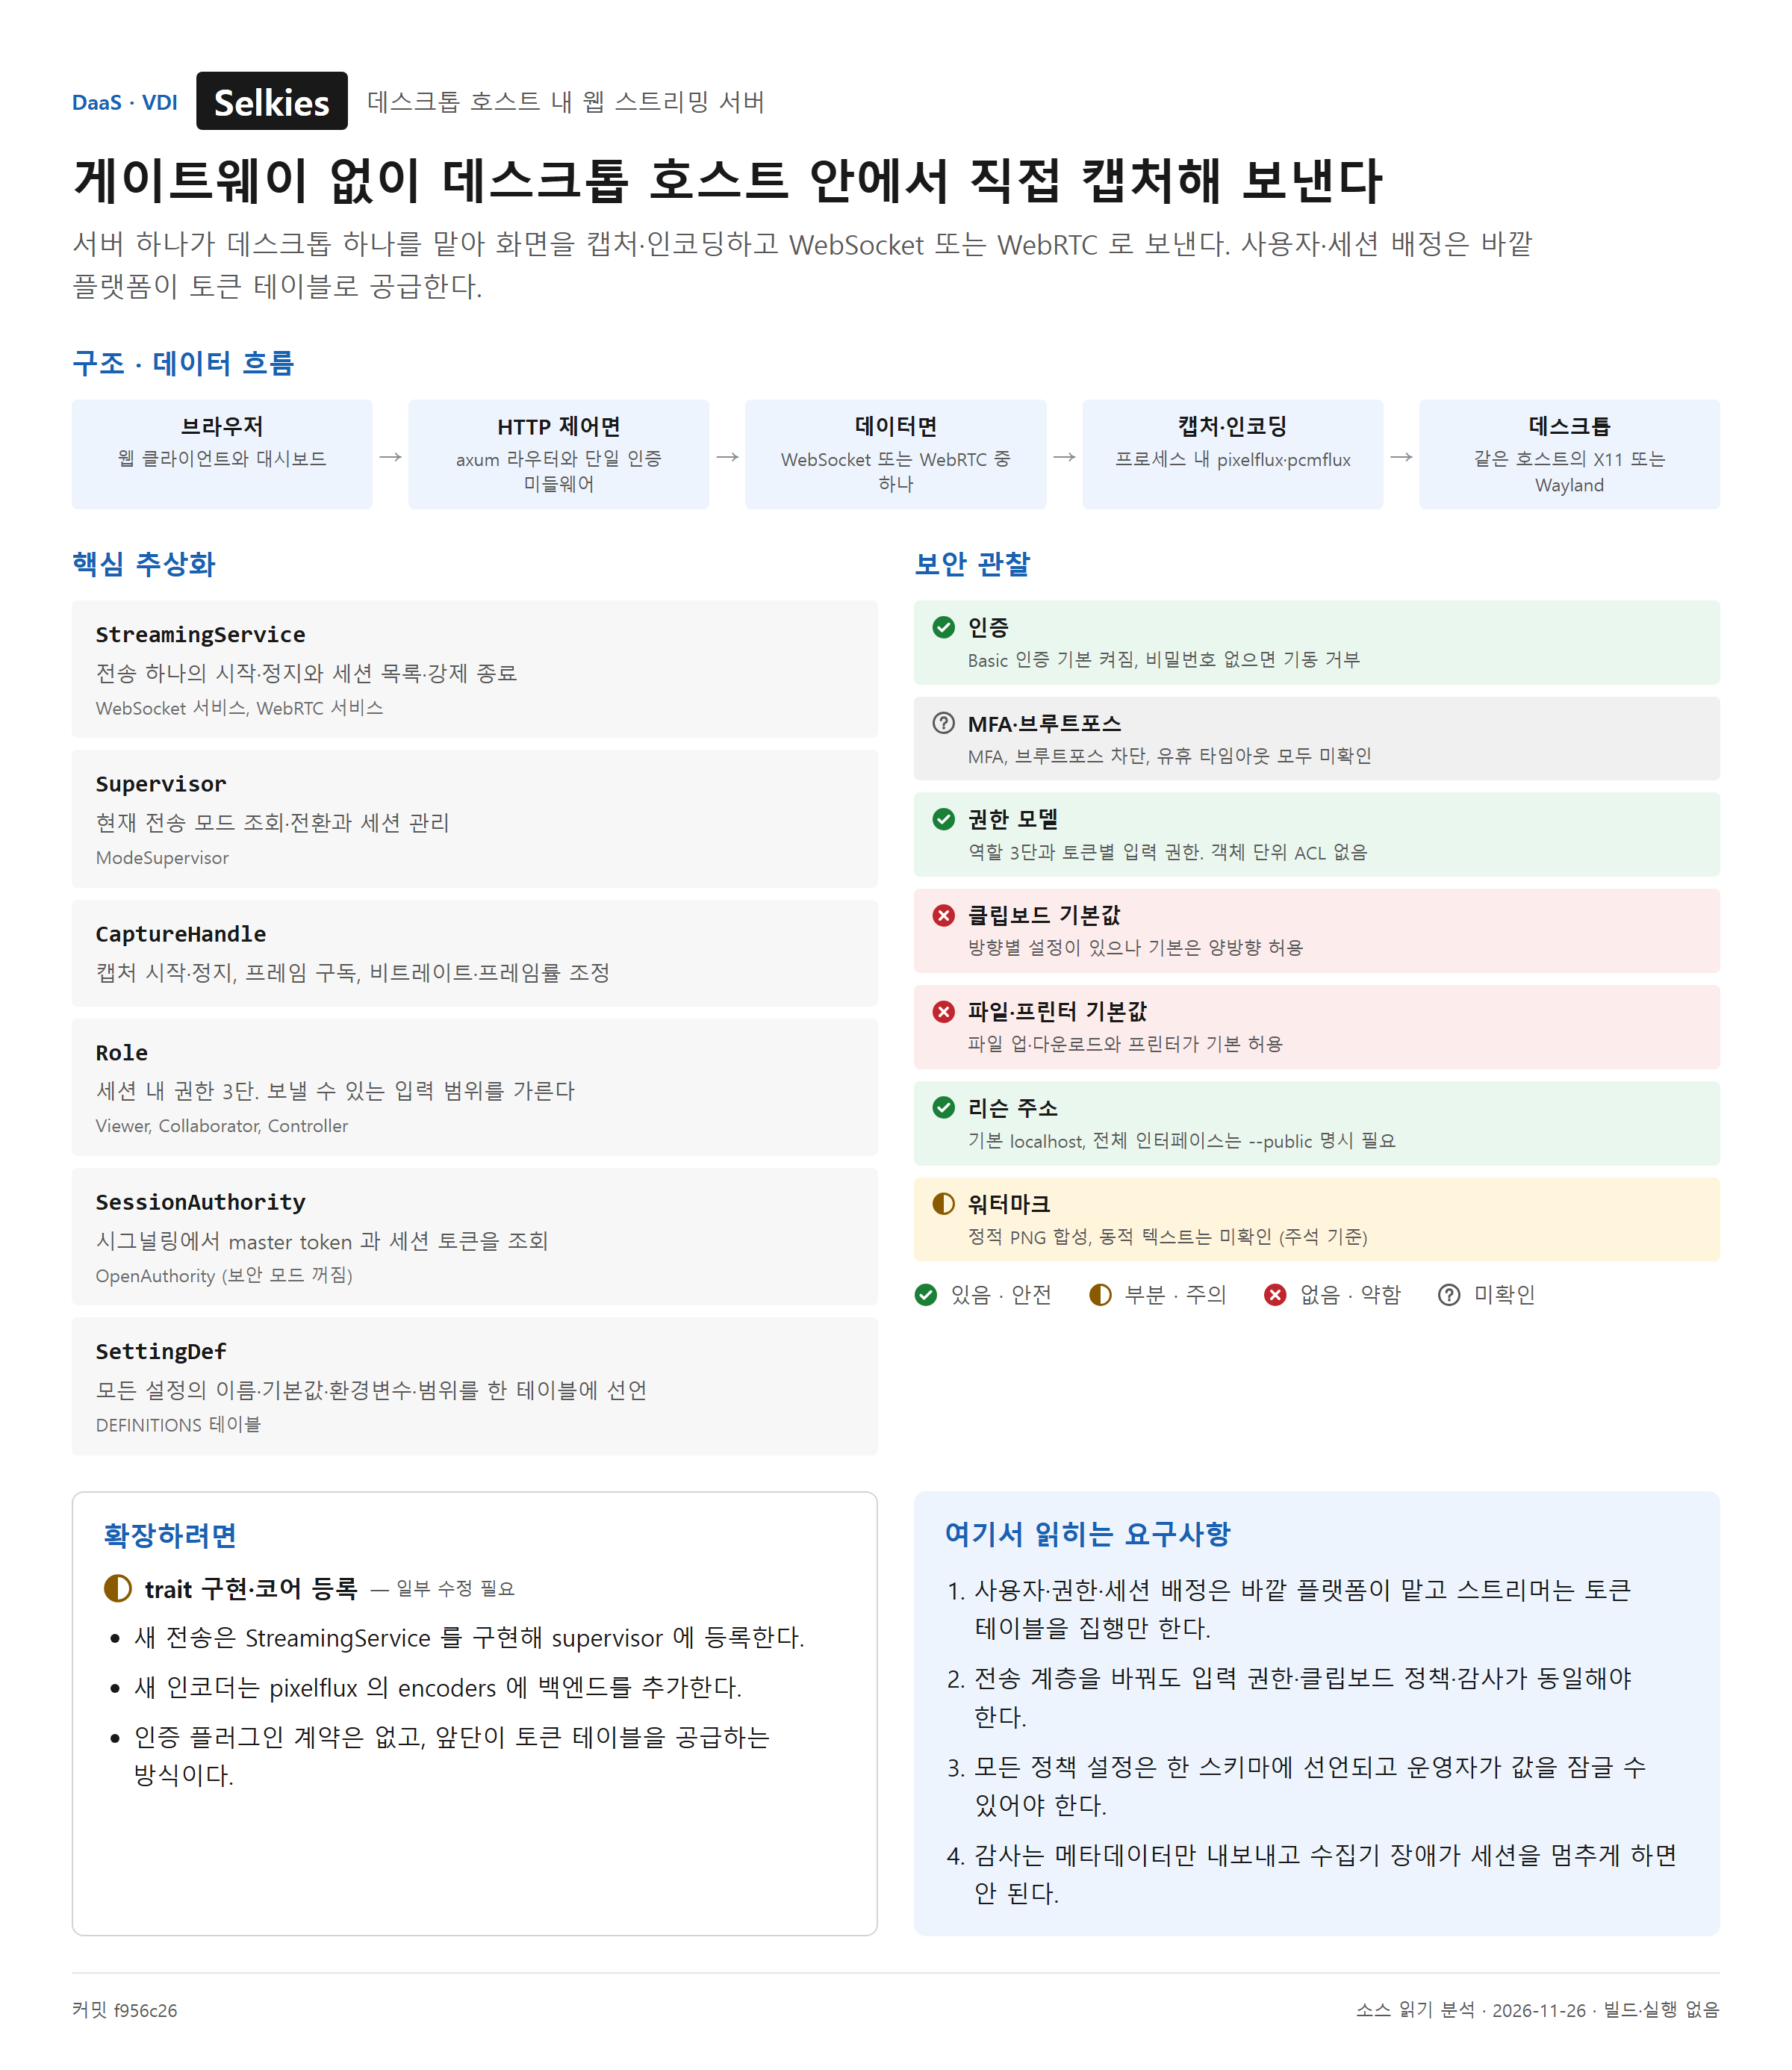 DaaS · VDI Selkies 데스크톱 호스트 내 웹 스트리밍 서버
게이트웨이 없이 데스크톱 호스트 안에서 직접 캡처해 보낸다
서버 하나가 데스크톱 하나를 맡아 화면을 캡처·인코딩하고 WebSocket 또는 WebRTC 로 보낸다. 사용자·세션 배정은 바깥
플랫폼이 토큰 테이블로 공급한다.
구조 · 데이터 흐름
브라우저
웹 클라이언트와 대시보드
→
HTTP 제어면
axum 라우터와 단일 인증
미들웨어
→
데이터면
WebSocket 또는 WebRTC 중
하나
→
캡처·인코딩
프로세스 내 pixelflux·pcmflux
→
데스크톱
같은 호스트의 X11 또는
Wayland
핵심 추상화
StreamingService
전송 하나의 시작·정지와 세션 목록·강제 종료
WebSocket 서비스, WebRTC 서비스
Supervisor
현재 전송 모드 조회·전환과 세션 관리
ModeSupervisor
CaptureHandle
캡처 시작·정지, 프레임 구독, 비트레이트·프레임률 조정
Role
세션 내 권한 3단. 보낼 수 있는 입력 범위를 가른다
Viewer, Collaborator, Controller
SessionAuthority
시그널링에서 master token 과 세션 토큰을 조회
OpenAuthority (보안 모드 꺼짐)
SettingDef
모든 설정의 이름·기본값·환경변수·범위를 한 테이블에 선언
DEFINITIONS 테이블
보안 관찰
인증
Basic 인증 기본 켜짐, 비밀번호 없으면 기동 거부
MFA·브루트포스
MFA, 브루트포스 차단, 유휴 타임아웃 모두 미확인
권한 모델
역할 3단과 토큰별 입력 권한. 객체 단위 ACL 없음
클립보드 기본값
방향별 설정이 있으나 기본은 양방향 허용
파일·프린터 기본값
파일 업·다운로드와 프린터가 기본 허용
리슨 주소
기본 localhost, 전체 인터페이스는 --public 명시 필요
워터마크
정적 PNG 합성, 동적 텍스트는 미확인 (주석 기준)
있음 · 안전 부분 · 주의 없음 · 약함 미확인
확장하려면
trait 구현·코어 등록 — 일부 수정 필요
• 새 전송은 StreamingService 를 구현해 supervisor 에 등록한다.
• 새 인코더는 pixelflux 의 encoders 에 백엔드를 추가한다.
• 인증 플러그인 계약은 없고, 앞단이 토큰 테이블을 공급하는
방식이다.
여기서 읽히는 요구사항
1. 사용자·권한·세션 배정은 바깥 플랫폼이 맡고 스트리머는 토큰
테이블을 집행만 한다.
2. 전송 계층을 바꿔도 입력 권한·클립보드 정책·감사가 동일해야
한다.
3. 모든 정책 설정은 한 스키마에 선언되고 운영자가 값을 잠글 수
있어야 한다.
4. 감사는 메타데이터만 내보내고 수집기 장애가 세션을 멈추게 하면
안 된다.
커밋 f956c26
소스 읽기 분석 · 2026-11-26 · 빌드·실행 없음